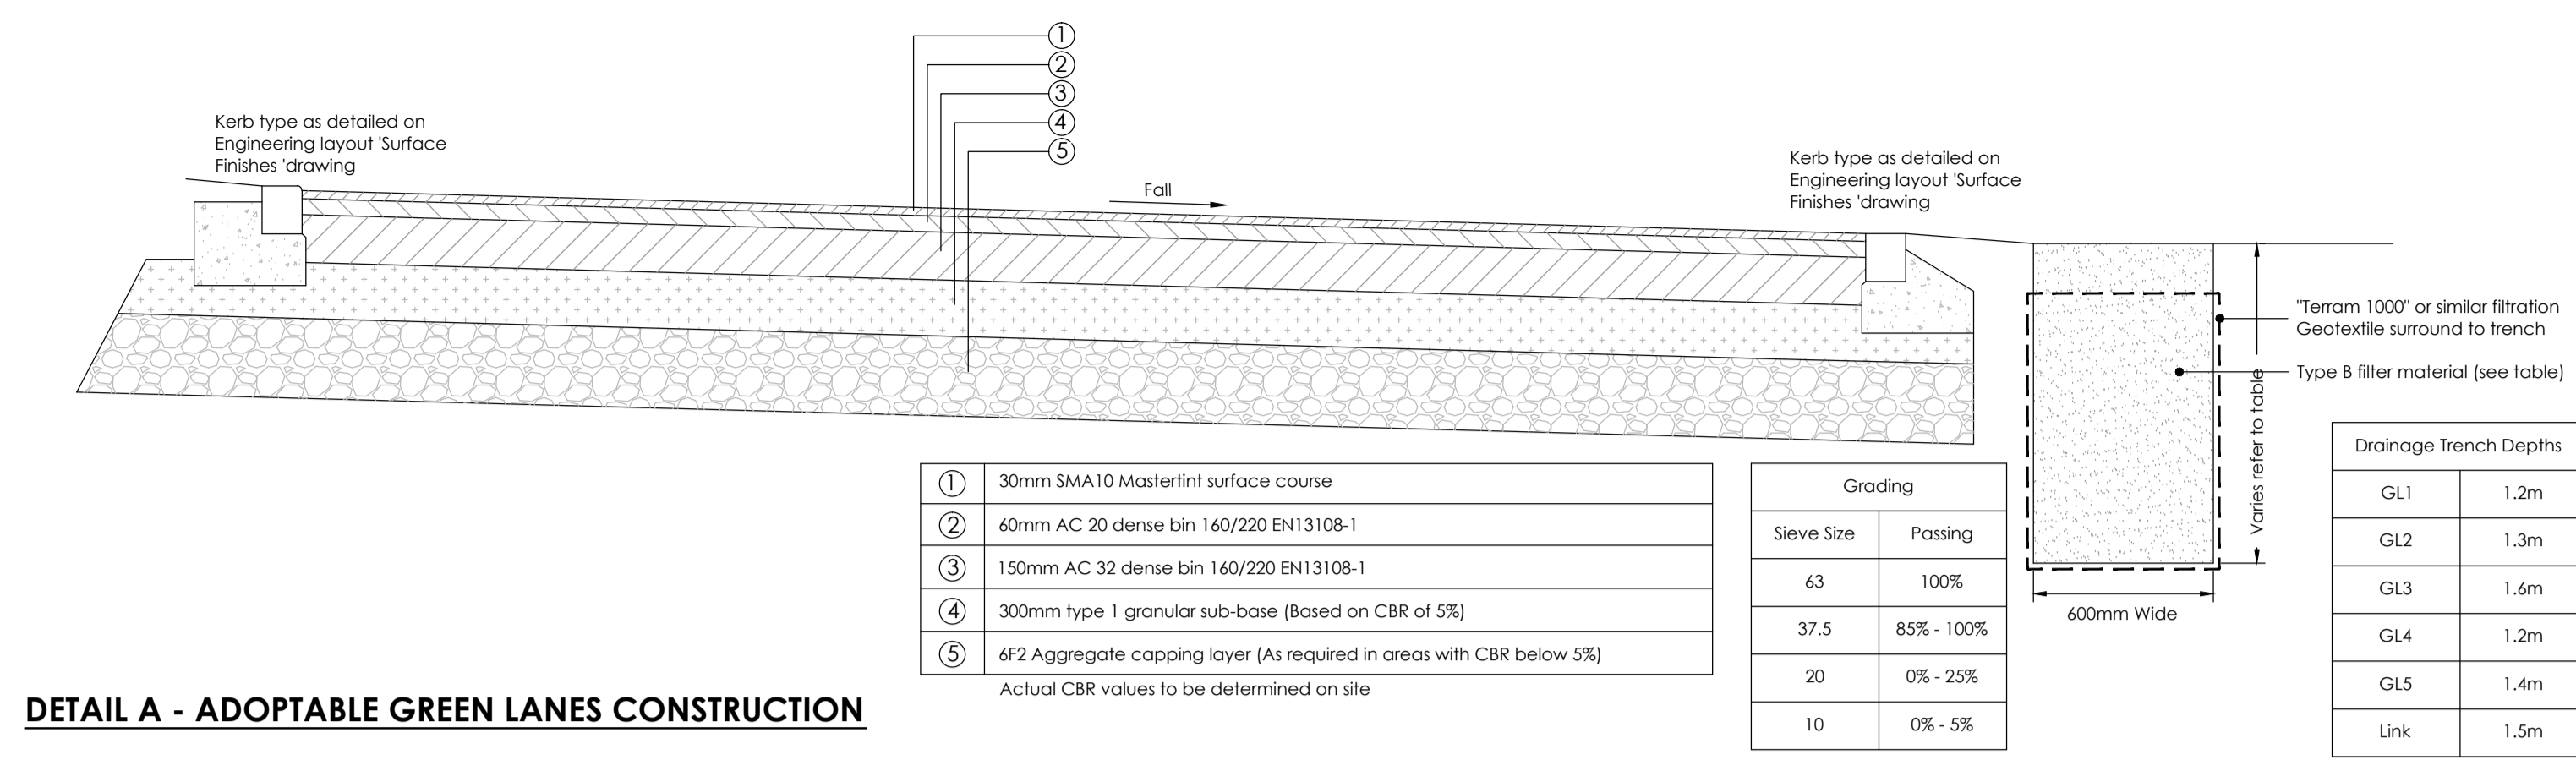 ①
②
③
④
⑤
Kerb type as detailed on
Engineering layout 'Surface
Finishes 'drawing
Fall
Kerb type as detailed on
Engineering layout 'Surface
Finishes 'drawing
"Terram 1000" or similar filtration
Geotextile surround to trench
Type B filter material (see table)
Varies refer to table
600mm Wide
① 30mm SMA10 Mastertint surface course
② 60mm AC 20 dense bin 160/220 EN13108-1
③ 150mm AC 32 dense bin 160/220 EN13108-1
④ 300mm type 1 granular sub-base (Based on CBR of 5%)
⑤ 6F2 Aggregate capping layer (As required in areas with CBR below 5%)
Actual CBR values to be determined on site
Grading
Sieve Size Passing
63 100%
37.5 85% - 100%
20 0% - 25%
10 0% - 5%
Drainage Trench Depths
GL1 1.2m
GL2 1.3m
GL3 1.6m
GL4 1.2m
GL5 1.4m
Link 1.5m
DETAIL A - ADOPTABLE GREEN LANES CONSTRUCTION